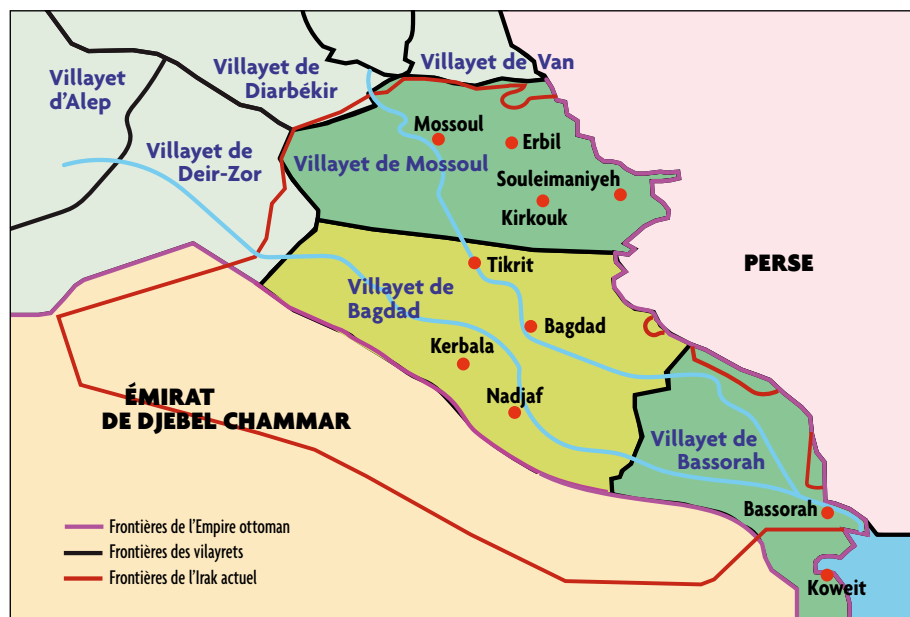 Villayet
d'Alep
Villayet de
Diarbékir
Villayet de Van
Villayet de
Deir-Zor
Mossoul
Erbil
Villayet de Mossoul
Souleimaniyeh
Kirkouk
Tikrit
PERSE
Villayet de
Bagdad
Bagdad
Kerbala
Nadjaf
ÉMIRAT
DE DJEBEL CHAMMAR
Villayet de
Bassorah
Bassorah
Koweit
Frontières de l'Empire ottoman
Frontières des vilayrets
Frontières de l'Irak actuel